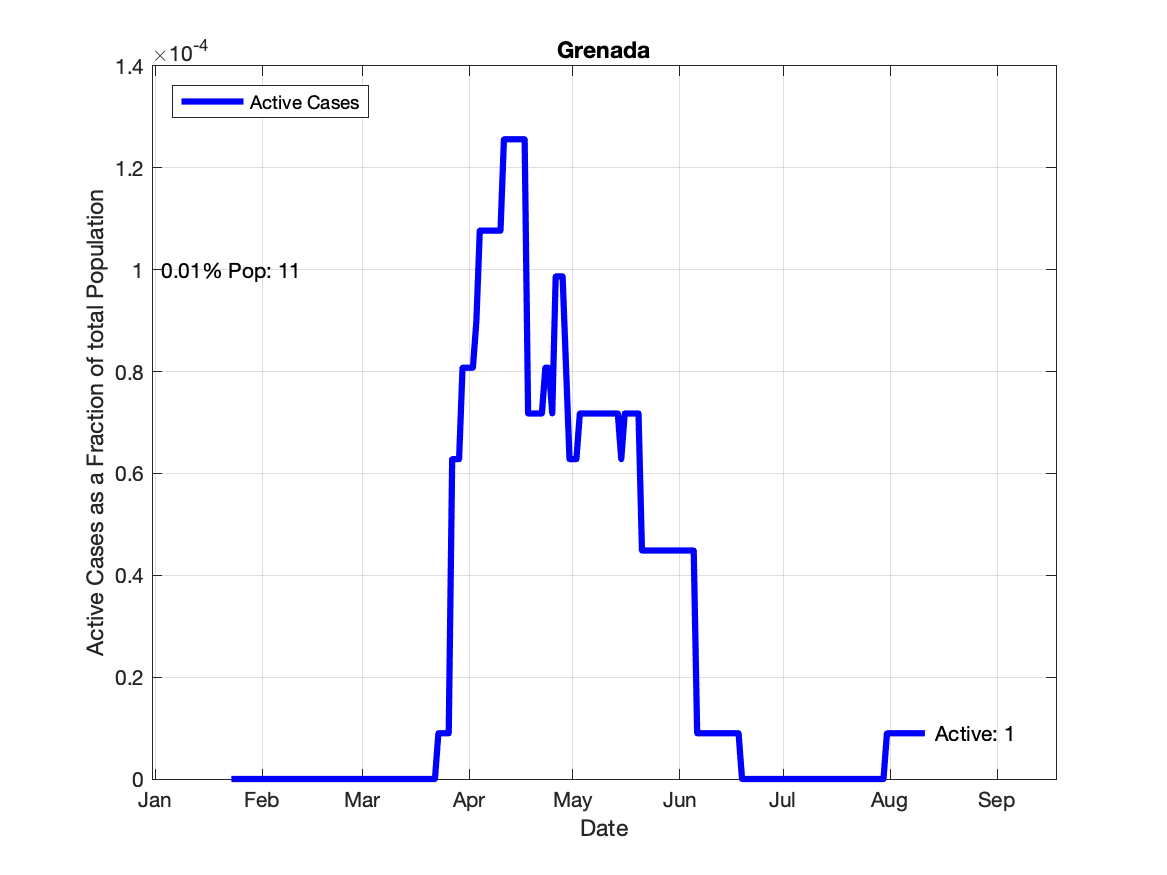 Grenada
×10-4
1.4
1.2
1
0.8
0.6
0.4
0.2
0
Active Cases
0.01% Pop: 11
Active: 1
Active Cases as a Fraction of total Population
Jan Feb Mar Apr May Jun Jul Aug Sep
Date